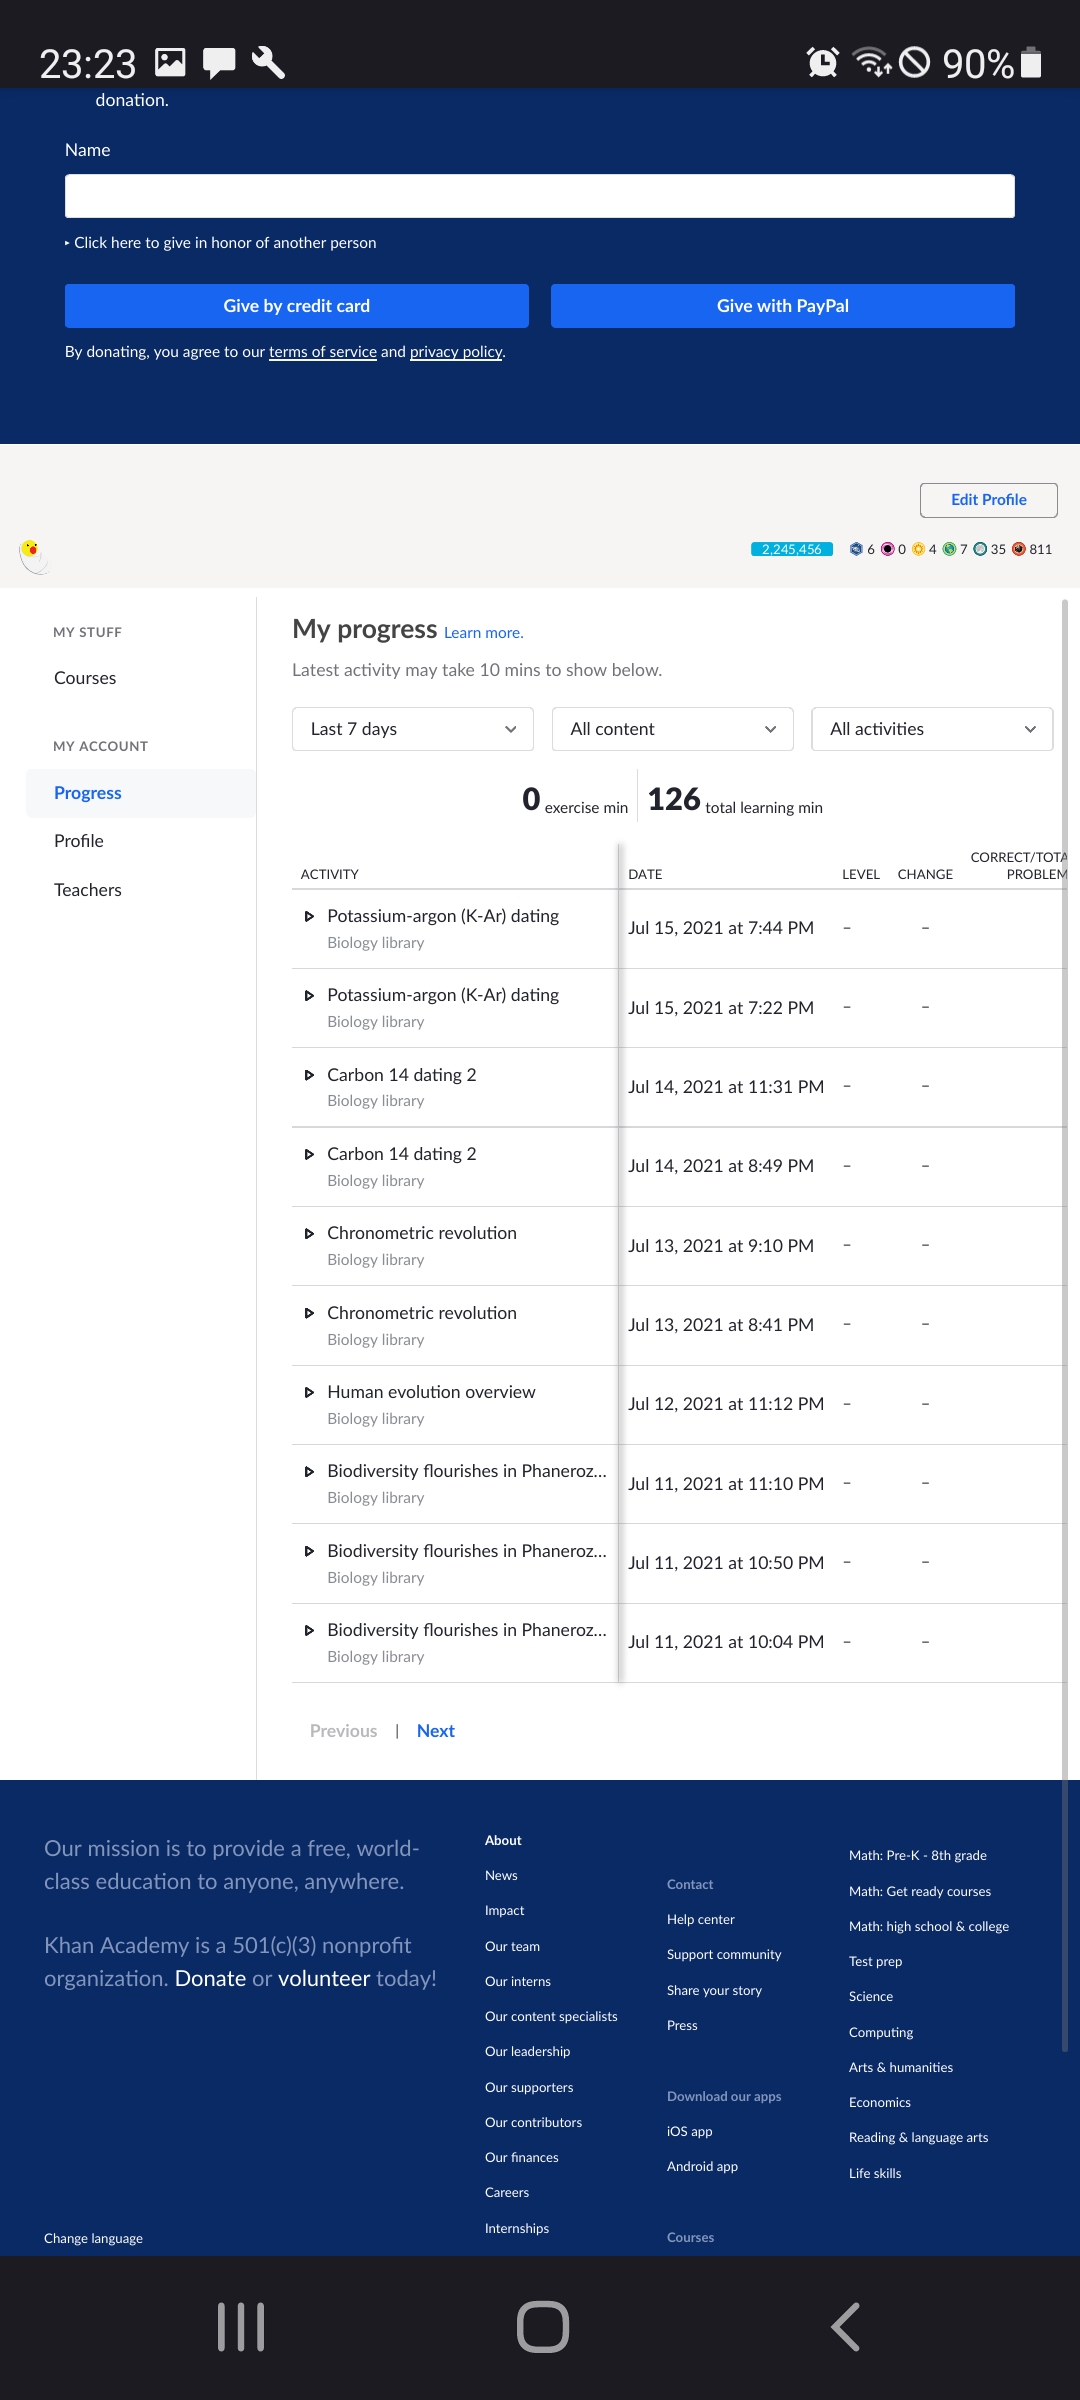 23:23
90%
donation.
Name
‣ Click here to give in honor of another person
Give by credit card
Give with PayPal
By donating, you agree to our terms of service and privacy policy.
Edit Profile
2,245,456 6 0 4 7 35 811
MY STUFF
Courses
MY ACCOUNT
Progress
Profile
Teachers
My progress Learn more.
Latest activity may take 10 mins to show below.
Last 7 days
All content
All activities
0 exercise min
126 total learning min
ACTIVITY DATE LEVEL CHANGE CORRECT/TOTA
PROBLEM
Potassium-argon (K-Ar) dating
Biology library
Jul 15, 2021 at 7:44 PM – –
Potassium-argon (K-Ar) dating
Biology library
Jul 15, 2021 at 7:22 PM – –
Carbon 14 dating 2
Biology library
Jul 14, 2021 at 11:31 PM – –
Carbon 14 dating 2
Biology library
Jul 14, 2021 at 8:49 PM – –
Chronometric revolution
Biology library
Jul 13, 2021 at 9:10 PM – –
Chronometric revolution
Biology library
Jul 13, 2021 at 8:41 PM – –
Human evolution overview
Biology library
Jul 12, 2021 at 11:12 PM – –
Biodiversity flourishes in Phaneroz...
Biology library
Jul 11, 2021 at 11:10 PM – –
Biodiversity flourishes in Phaneroz...
Biology library
Jul 11, 2021 at 10:50 PM – –
Biodiversity flourishes in Phaneroz...
Biology library
Jul 11, 2021 at 10:04 PM – –
Previous | Next
Our mission is to provide a free, world-
class education to anyone, anywhere.
Khan Academy is a 501(c)(3) nonprofit
organization. Donate or volunteer today!
Change language
About
News
Impact
Our team
Our interns
Our content specialists
Our leadership
Our supporters
Our contributors
Our finances
Careers
Internships
Contact
Help center
Support community
Share your story
Press
Download our apps
iOS app
Android app
Courses
Math: Pre-K - 8th grade
Math: Get ready courses
Math: high school & college
Test prep
Science
Computing
Arts & humanities
Economics
Reading & language arts
Life skills